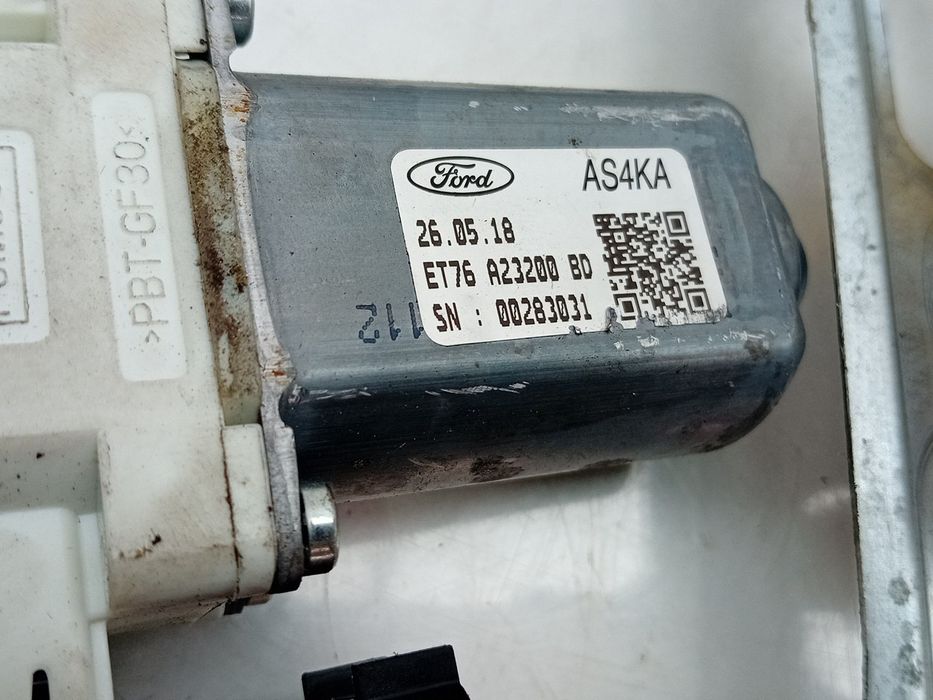 Ford
AS4KA
26.05.18
ET76 A23200 BD
SN : 00283031
112
>PBT-GF30<